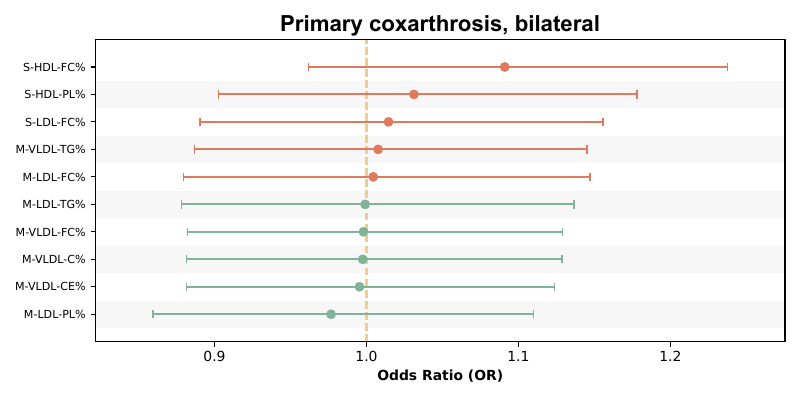 Primary coxarthrosis, bilateral
S-HDL-FC%
S-HDL-PL%
S-LDL-FC%
M-VLDL-TG%
M-LDL-FC%
M-LDL-TG%
M-VLDL-FC%
M-VLDL-C%
M-VLDL-CE%
M-LDL-PL%
0.9 1.0 1.1 1.2
Odds Ratio (OR)